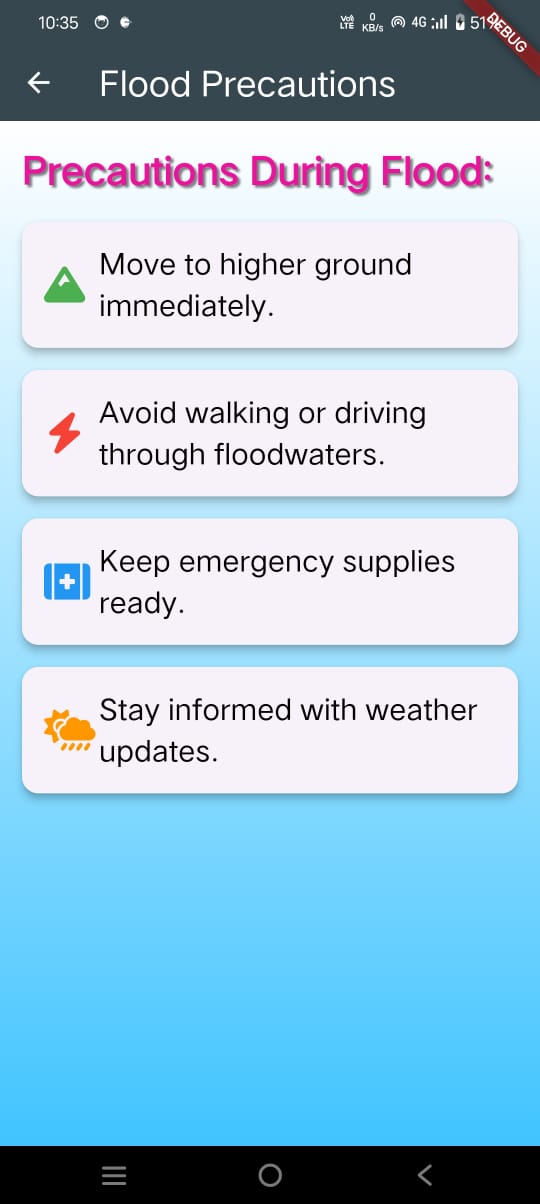 10:35 Vo) LTE 0 KB/s 4G 51%
DEBUG
Flood Precautions
Precautions During Flood:
Move to higher ground
immediately.
Avoid walking or driving
through floodwaters.
Keep emergency supplies
ready.
Stay informed with weather
updates.